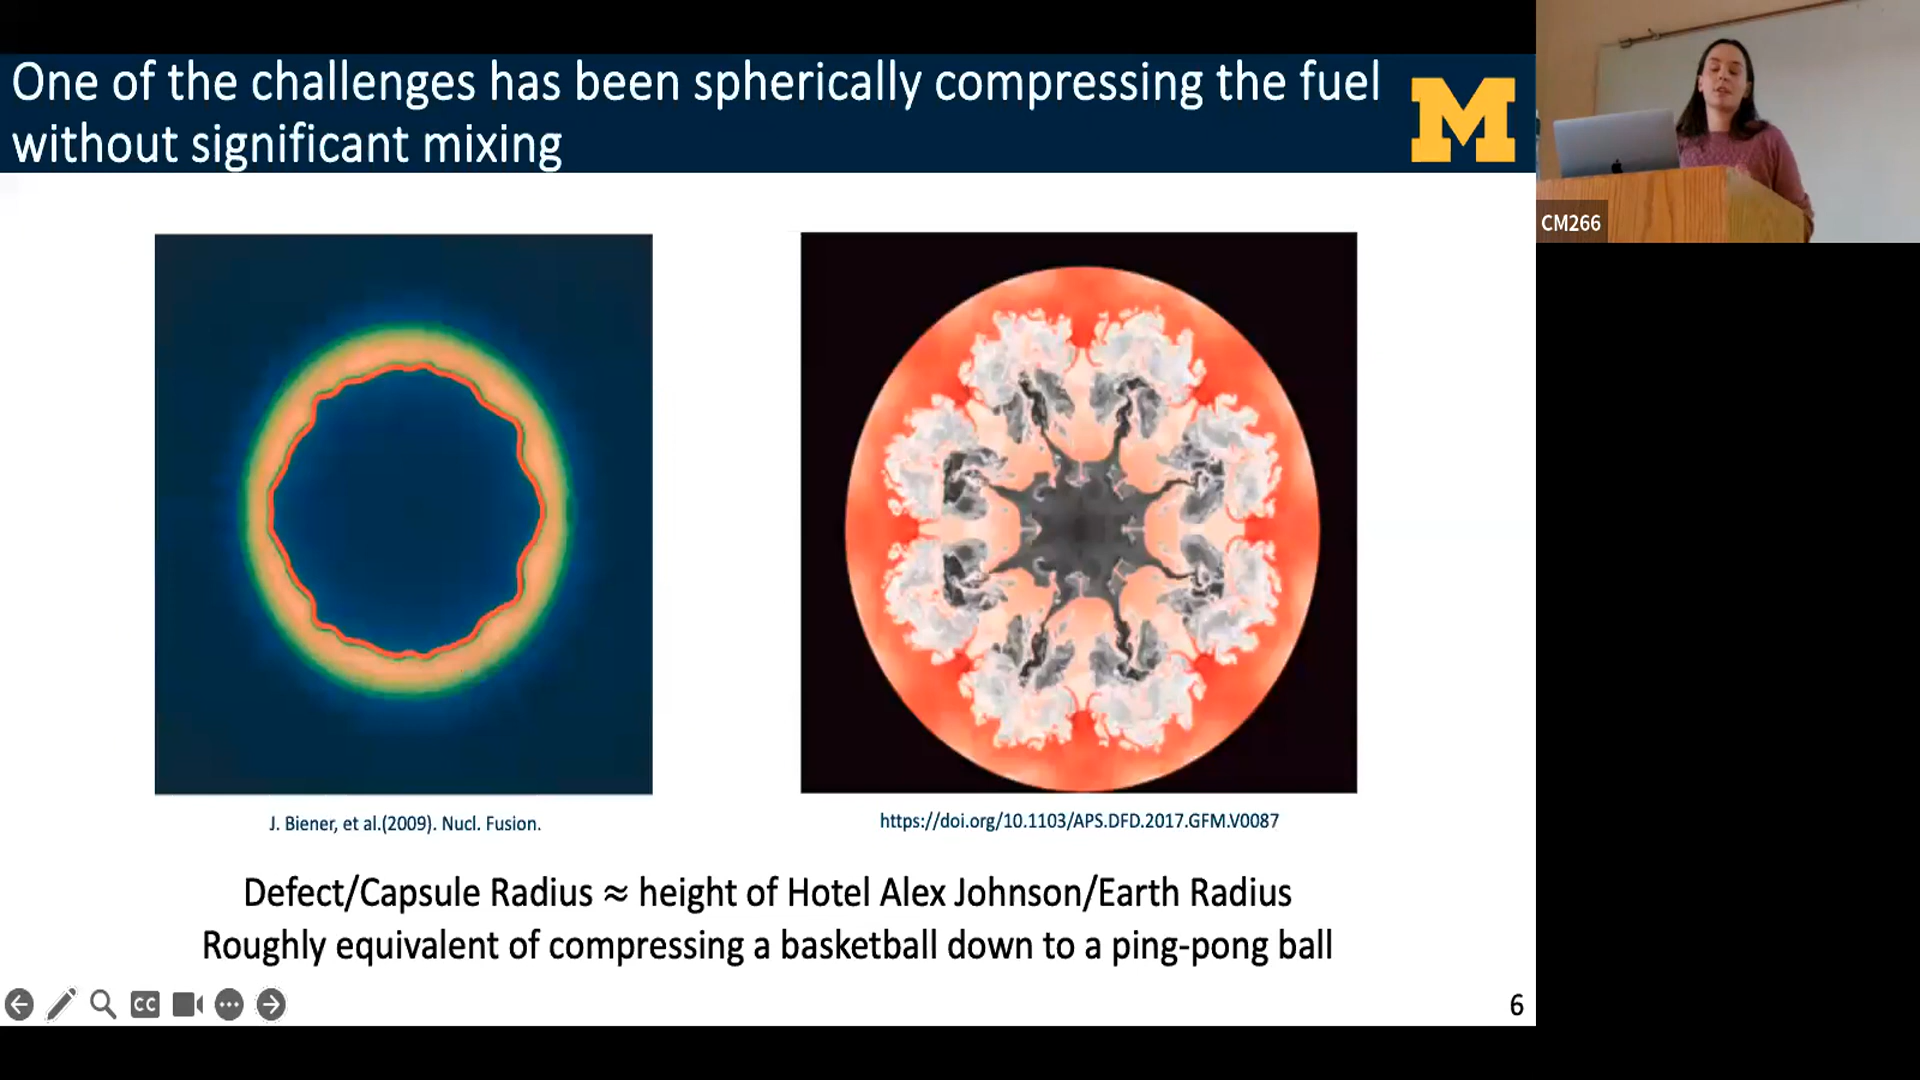 One of the challenges has been spherically compressing the fuel
without significant mixing
M
CM266
J. Biener, et al.(2009). Nucl. Fusion.
https://doi.org/10.1103/APS.DFD.2017.GFM.V0087
Defect/Capsule Radius ≈ height of Hotel Alex Johnson/Earth Radius
Roughly equivalent of compressing a basketball down to a ping-pong ball
CC
6